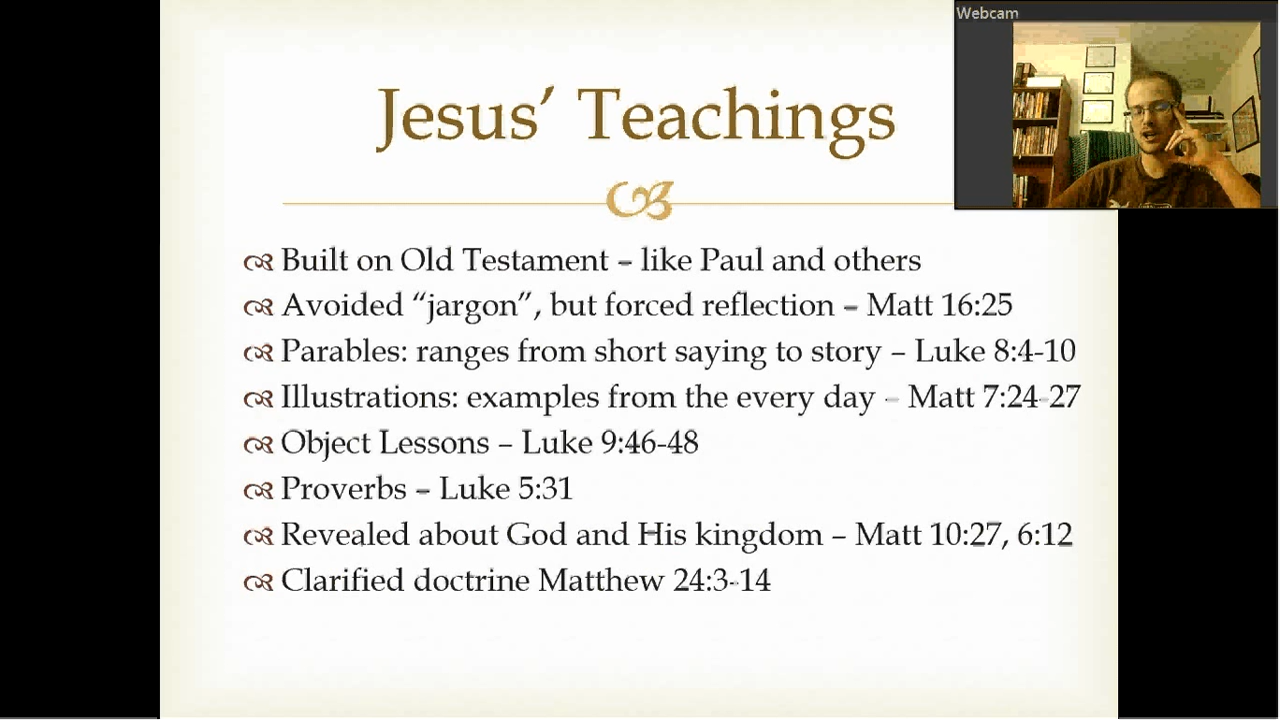 Webcam
Jesus’ Teachings
Built on Old Testament – like Paul and others
Avoided “jargon”, but forced reflection – Matt 16:25
Parables: ranges from short saying to story – Luke 8:4-10
Illustrations: examples from the every day – Matt 7:24-27
Object Lessons – Luke 9:46-48
Proverbs – Luke 5:31
Revealed about God and His kingdom – Matt 10:27, 6:12
Clarified doctrine Matthew 24:3-14